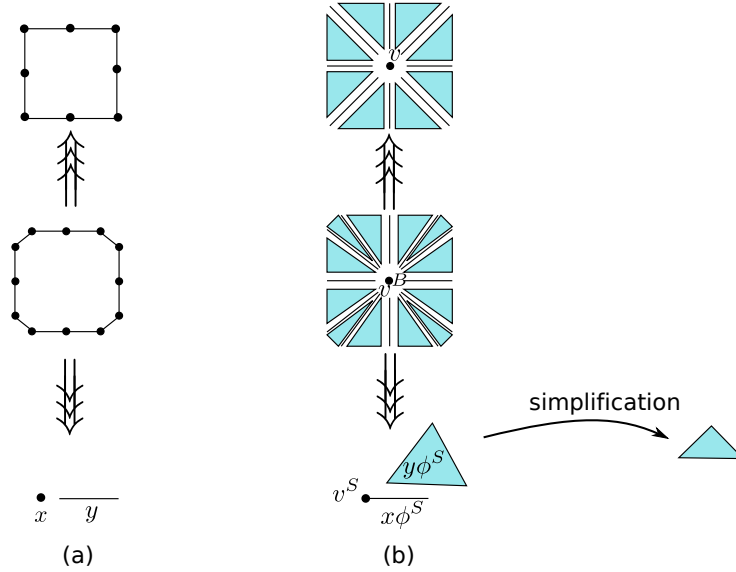 v
v^B
simplification
yϕ^S
v^S
x
y
xϕ^S
(a)
(b)